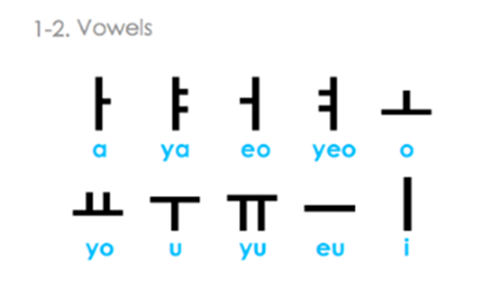 1-2. Vowels
ㅏ ㅑ ㅓ ㅕ ㅗ
a ya eo yeo o
ㅛ ㅜ ㅠ ㅡ ㅣ
yo u yu eu i